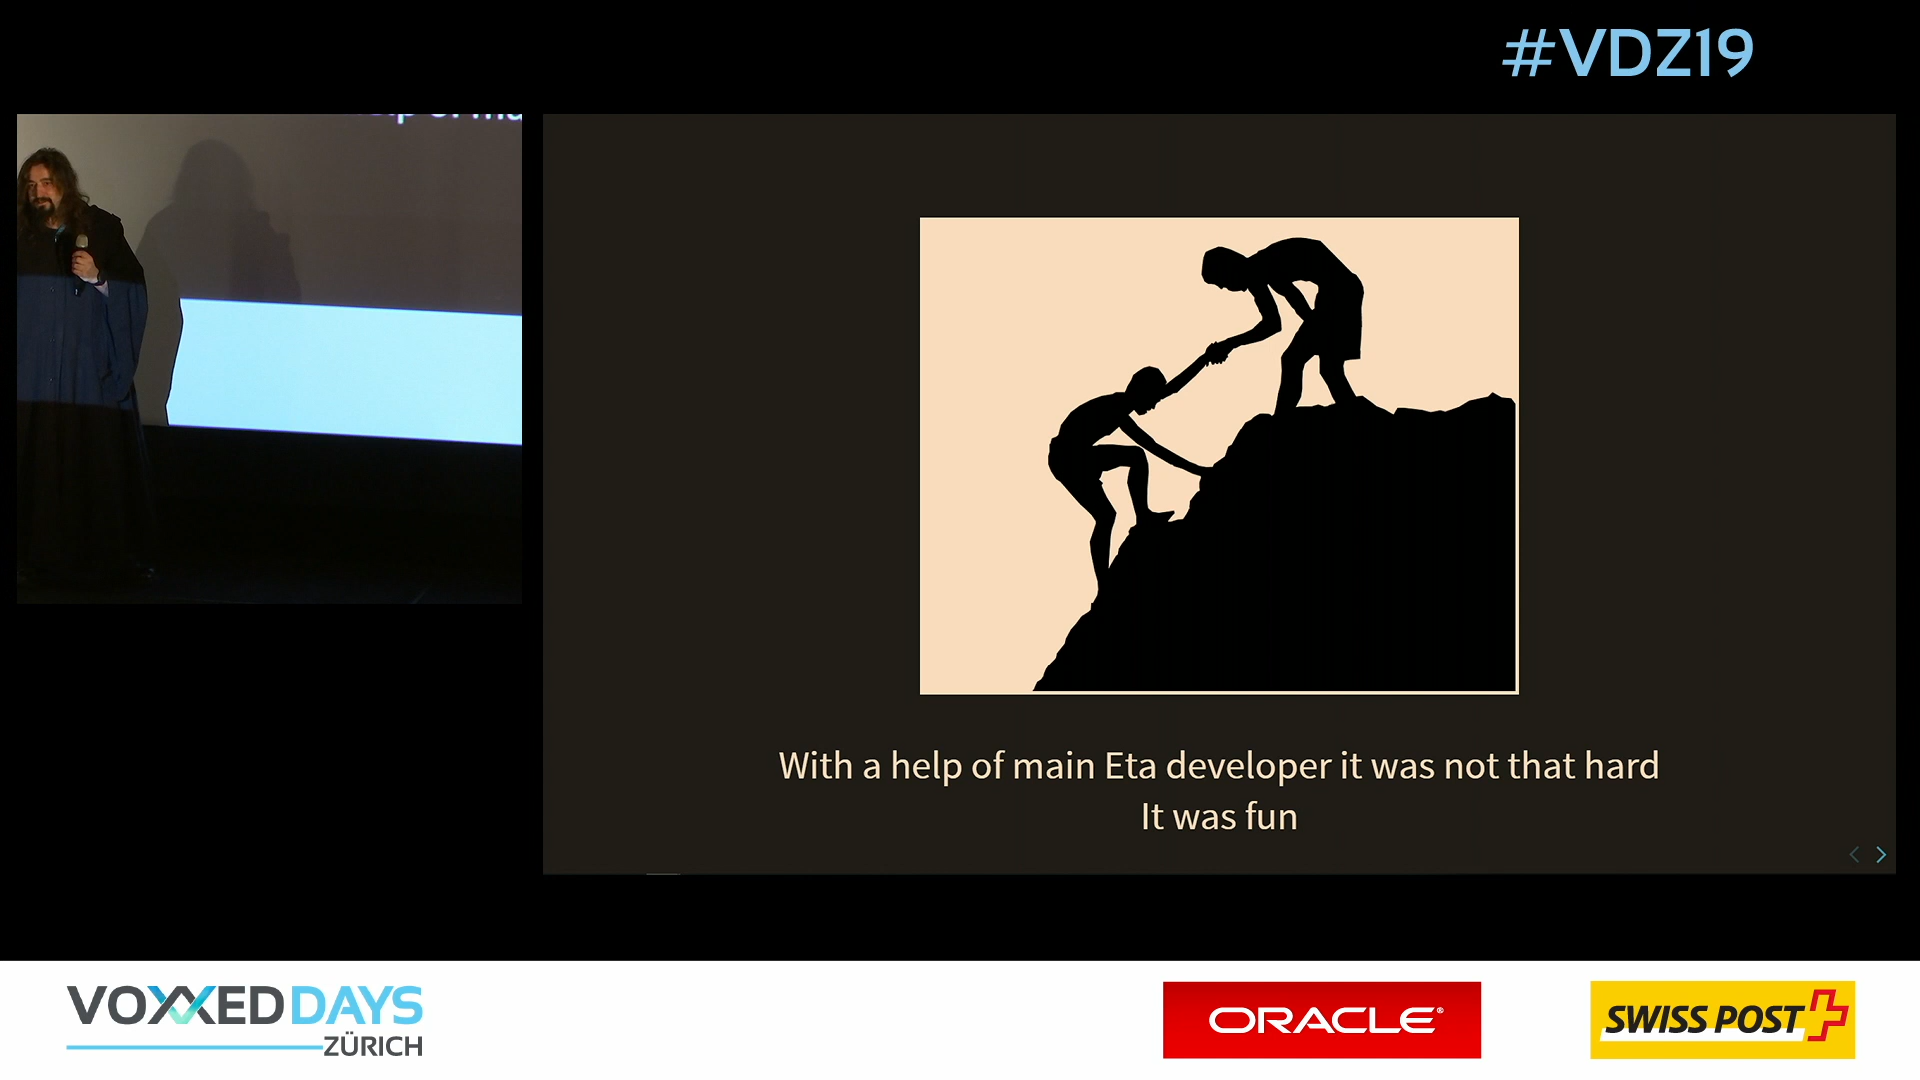 #VDZ19
With a help of main Eta developer it was not that hard
It was fun
VOXXED DAYS
ZÜRICH
ORACLE®
SWISS POST